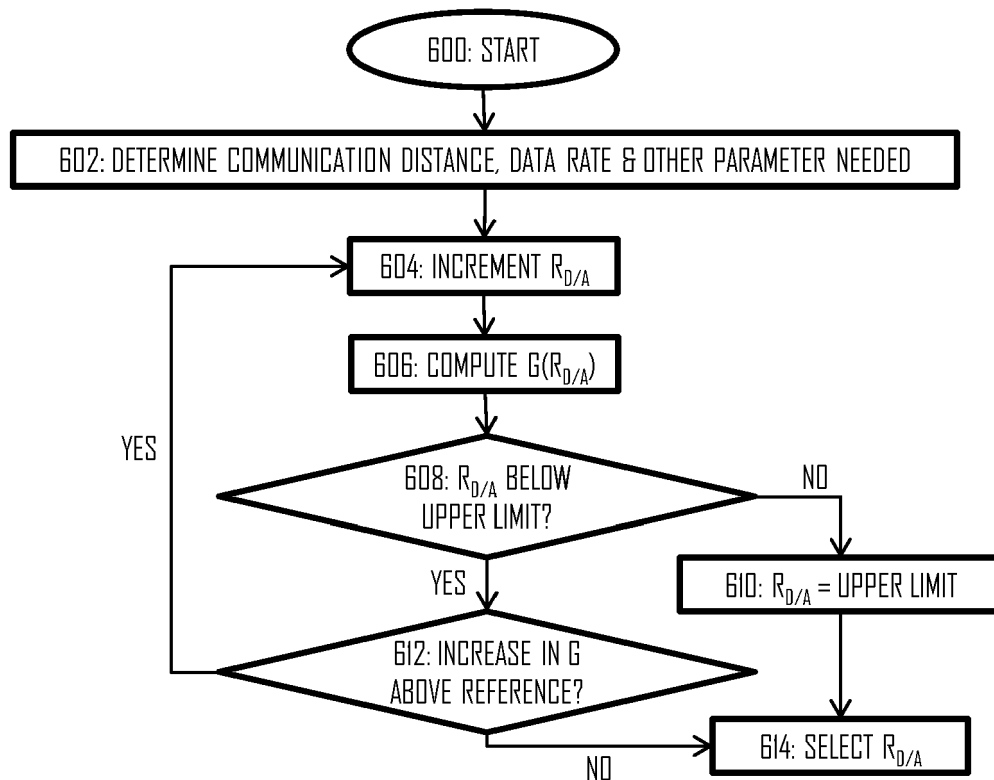 600: START
602: DETERMINE COMMUNICATION DISTANCE, DATA RATE & OTHER PARAMETER NEEDED
604: INCREMENT R_D/A
606: COMPUTE G(R_D/A)
YES
608: R_D/A BELOW
UPPER LIMIT?
NO
YES
610: R_D/A = UPPER LIMIT
612: INCREASE IN G
ABOVE REFERENCE?
614: SELECT R_D/A
NO